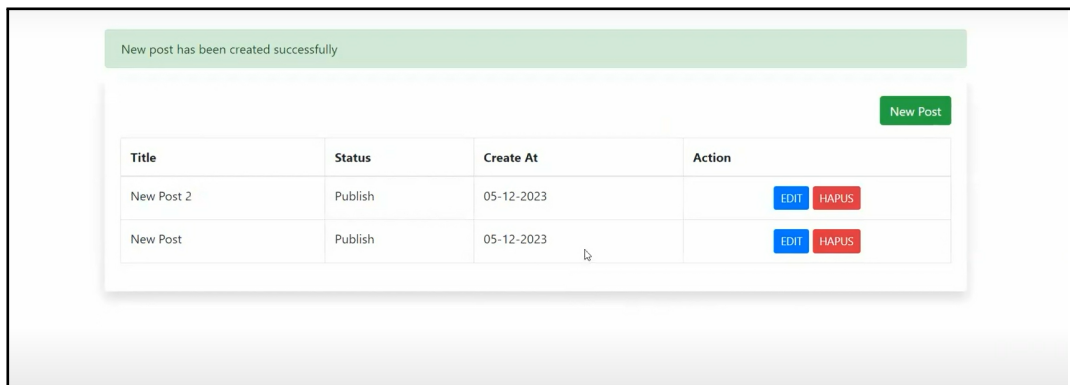 New post has been created successfully
New Post
Title Status Create At Action
New Post 2 Publish 05-12-2023 EDIT HAPUS
New Post Publish 05-12-2023 EDIT HAPUS